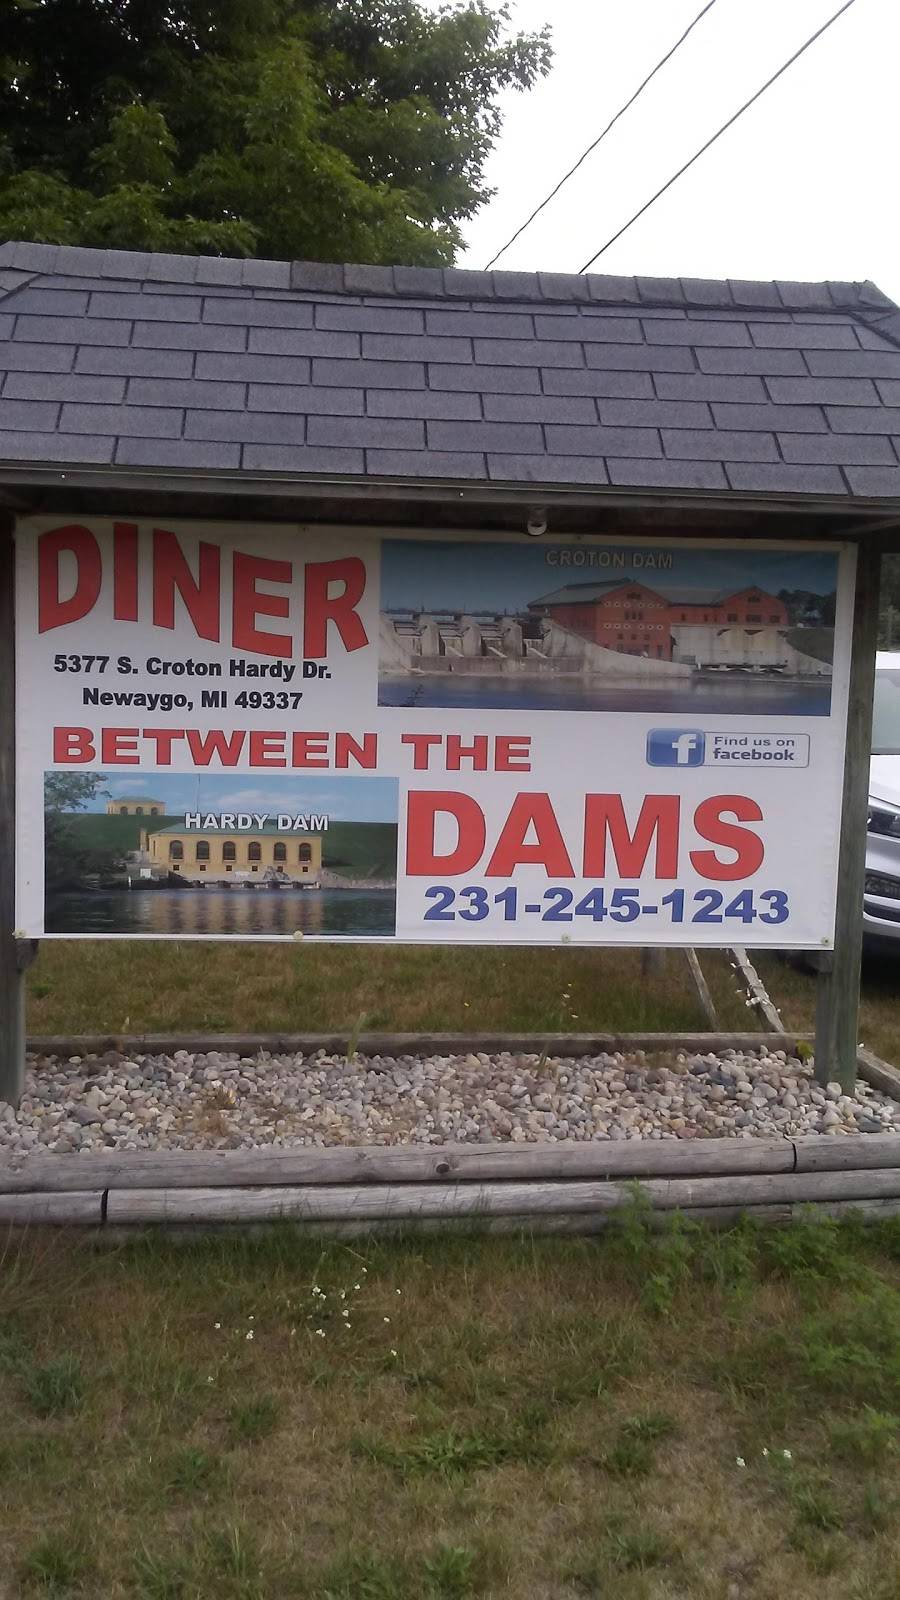 DINER
CROTON DAM
5377 S. Croton Hardy Dr.
Newaygo, MI 49337
BETWEEN THE
f Find us on
facebook
HARDY DAM
DAMS
231-245-1243